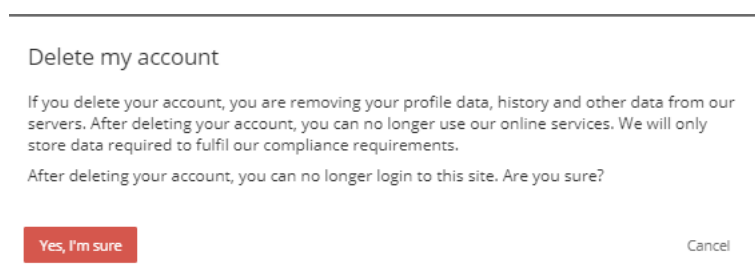 Delete my account
If you delete your account, you are removing your profile data, history and other data from our
servers. After deleting your account, you can no longer use our online services. We will only
store data required to fulfil our compliance requirements.
After deleting your account, you can no longer login to this site. Are you sure?
Yes, I'm sure
Cancel